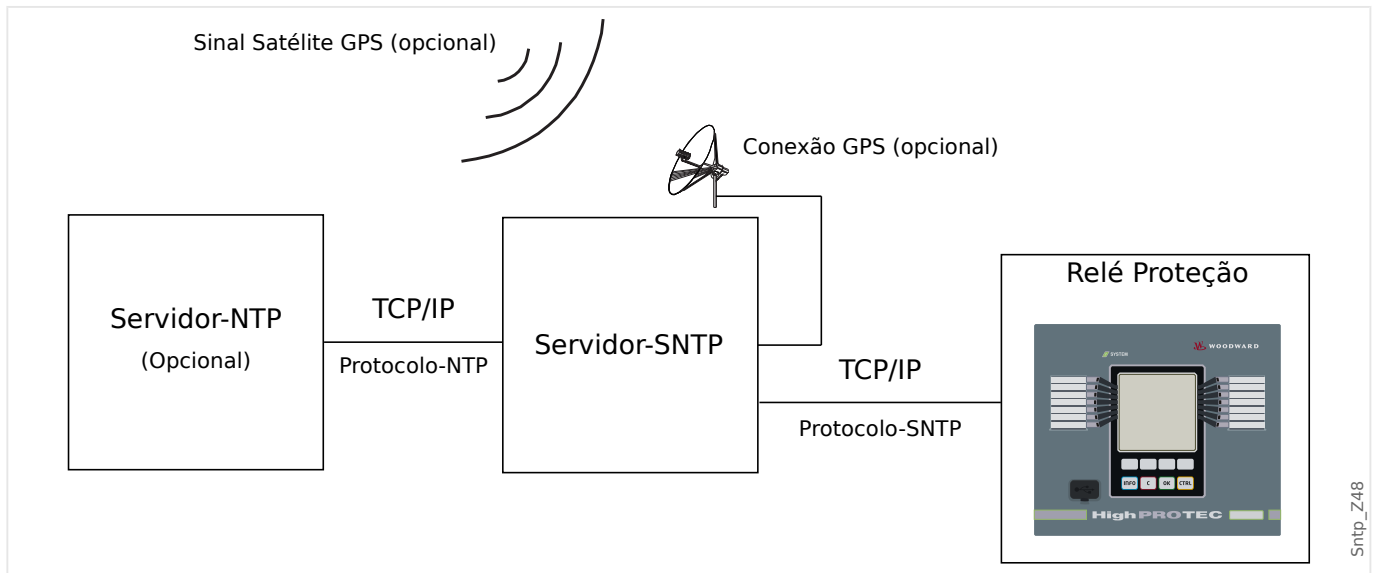 Sinal Satélite GPS (opcional)
Conexão GPS (opcional)
Servidor-NTP
(Opcional)
TCP/IP
Protocolo-NTP
Servidor-SNTP
TCP/IP
Protocolo-SNTP
Relé Proteção
SYSTEM
WOODWARD
INFO C OK CTRL
HighPROTEC
Sntp_Z48